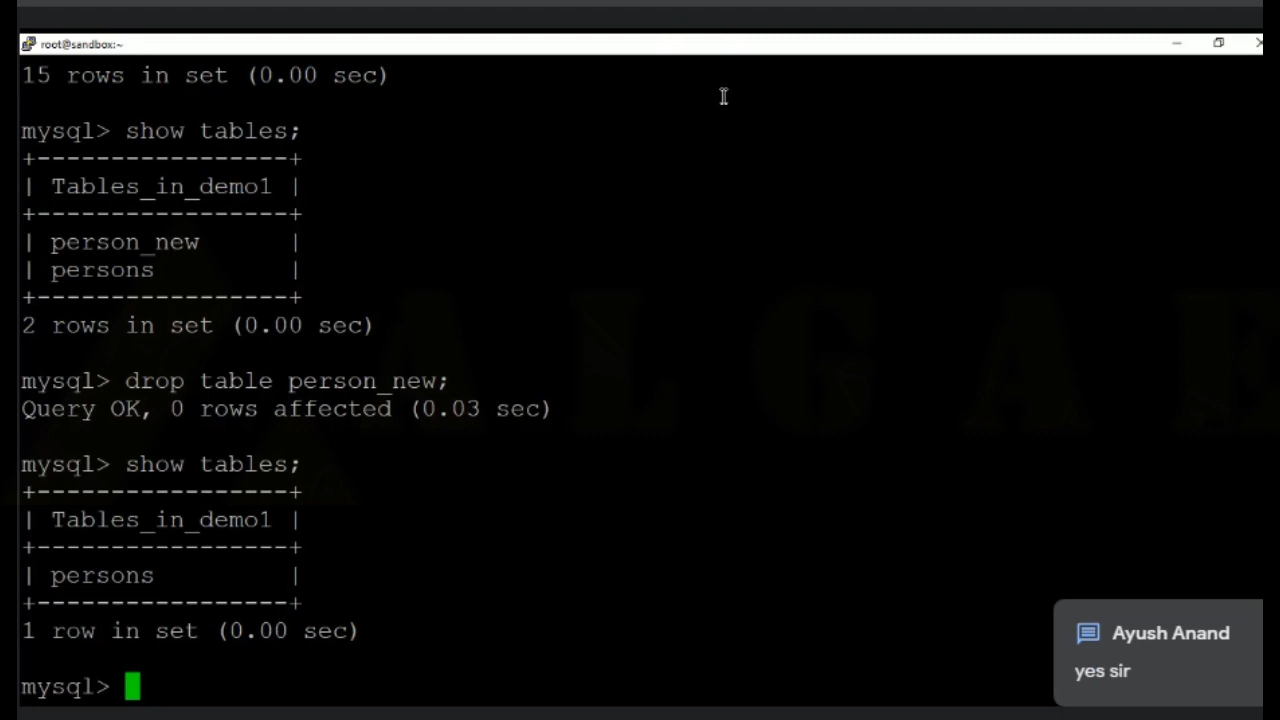 root@sandbox:~
15 rows in set (0.00 sec)
mysql> show tables;
+-----------------+
| Tables_in_demo1 |
+-----------------+
| person_new      |
| persons         |
+-----------------+
2 rows in set (0.00 sec)
mysql> drop table person_new;
Query OK, 0 rows affected (0.03 sec)
mysql> show tables;
+-----------------+
| Tables_in_demo1 |
+-----------------+
| persons         |
+-----------------+
1 row in set (0.00 sec)
mysql>
Ayush Anand
yes sir